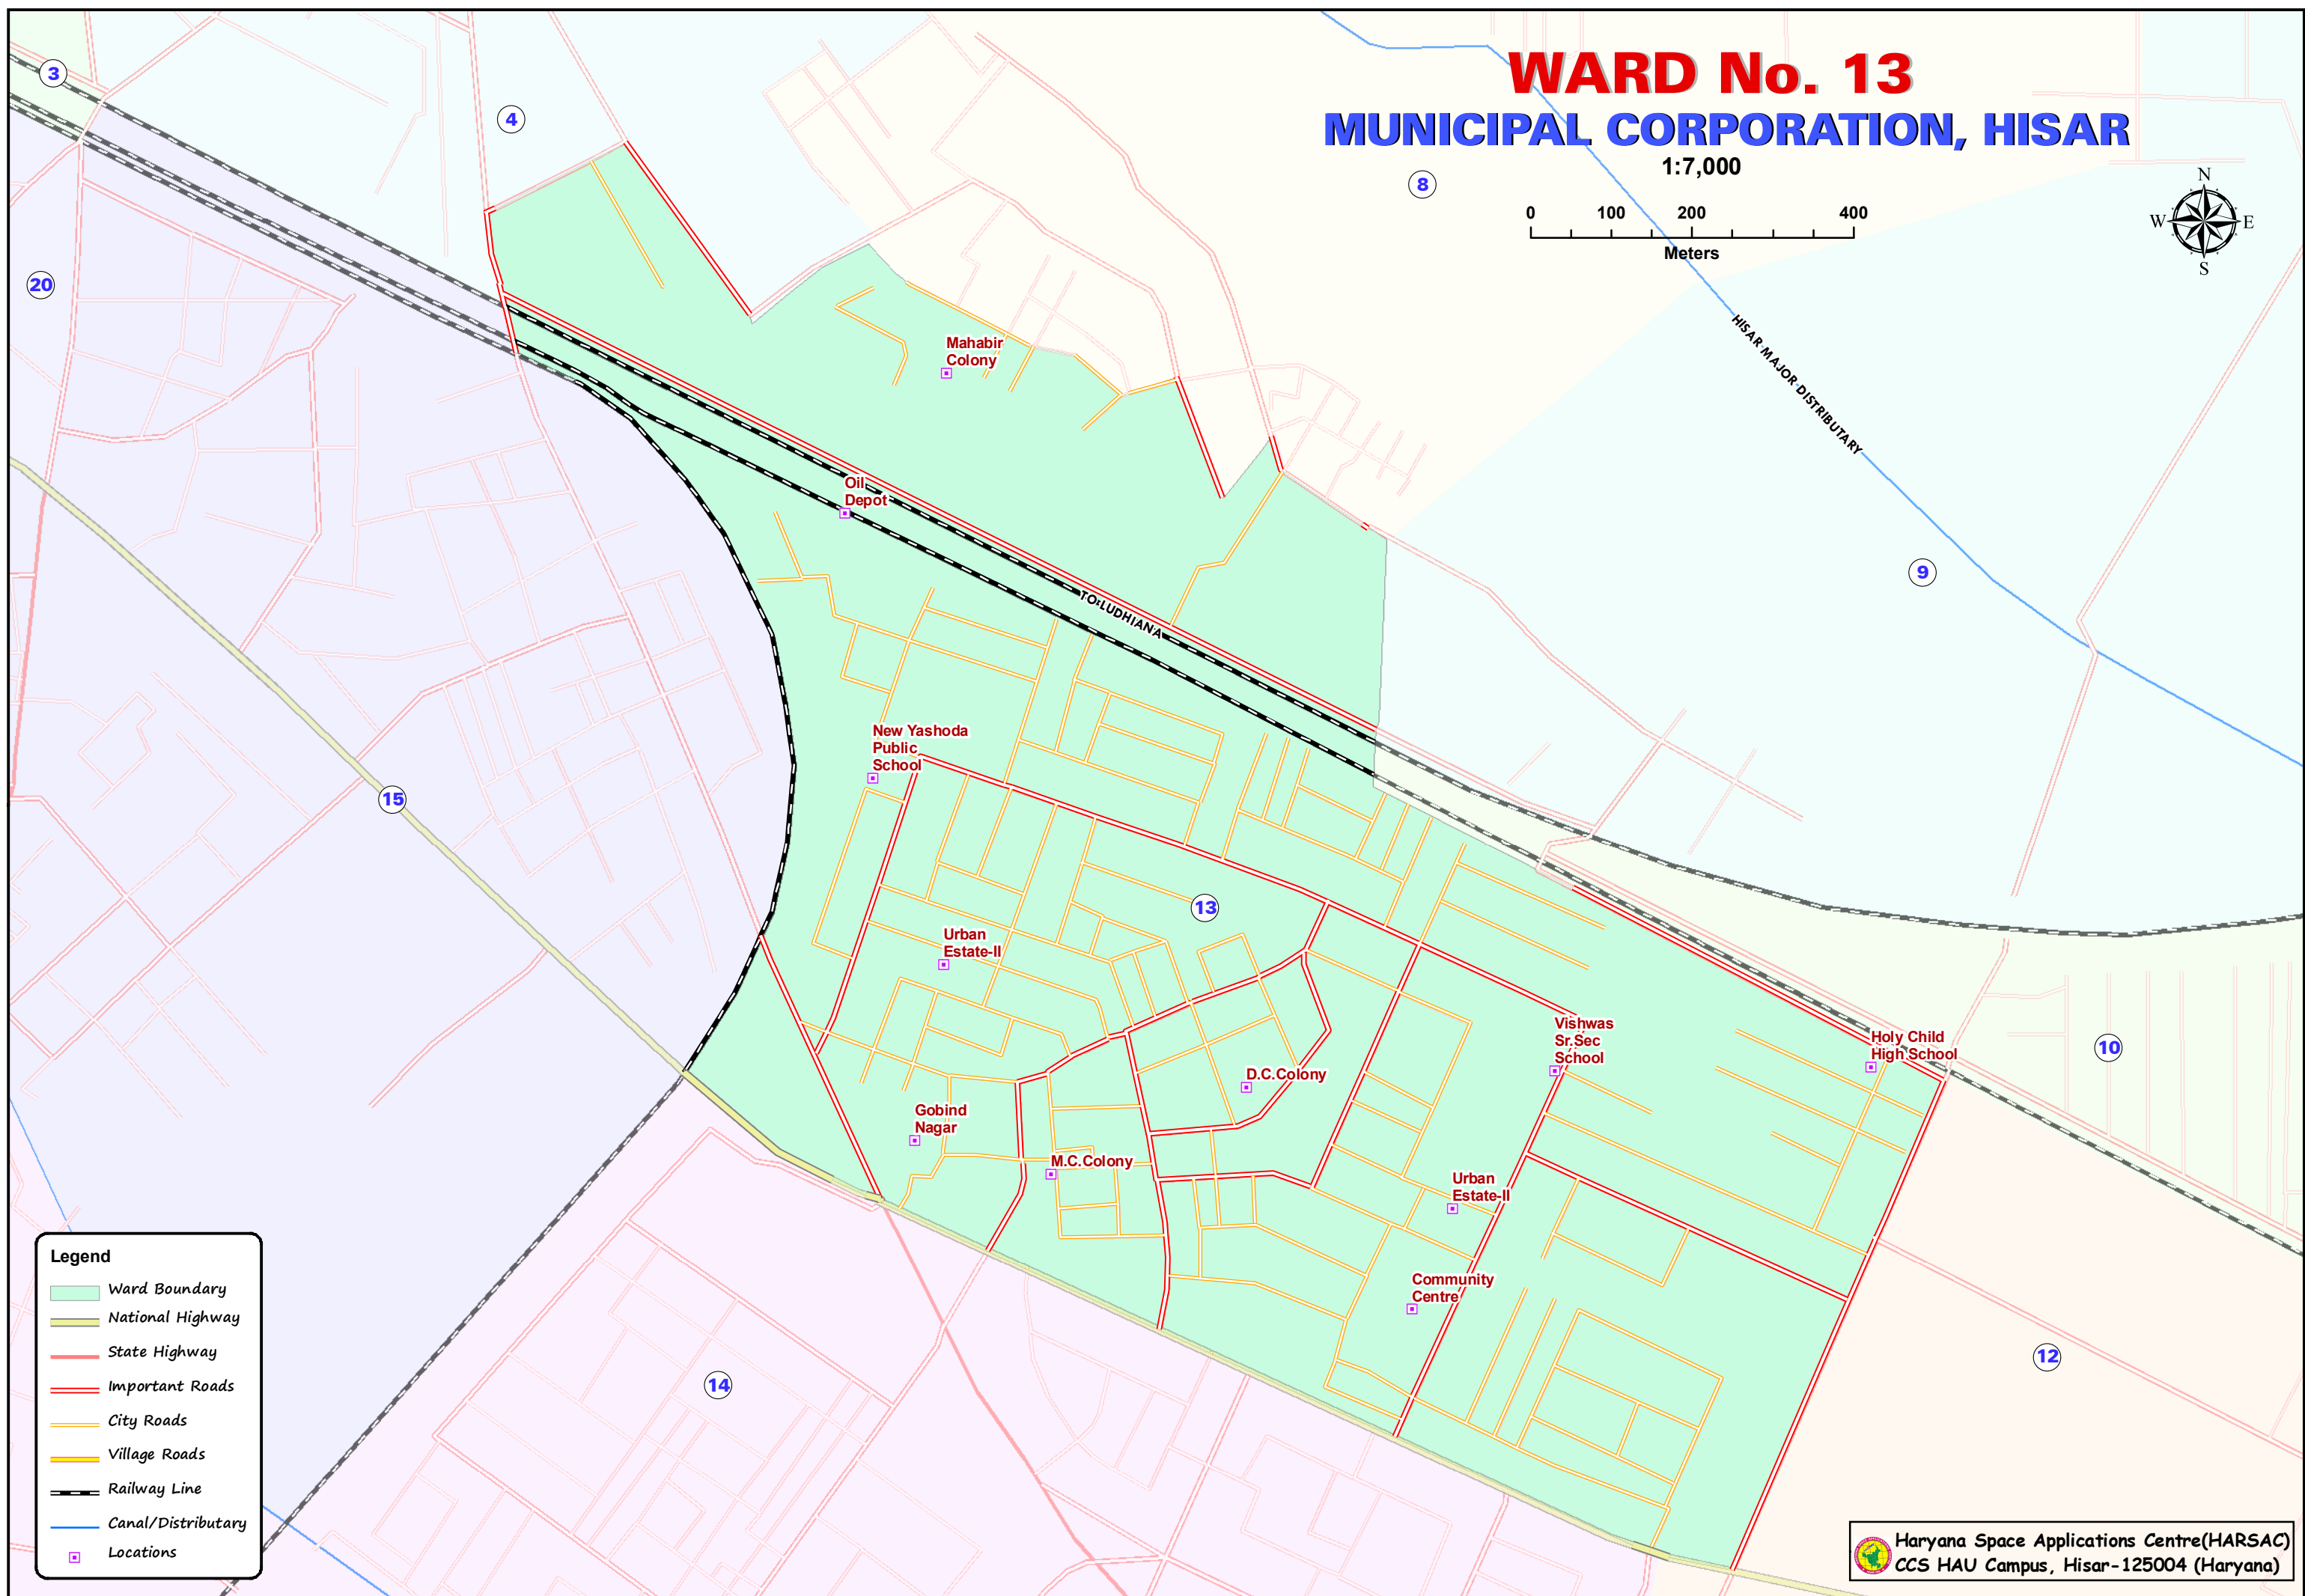 WARD No. 13
MUNICIPAL CORPORATION, HISAR
1:7,000
0 100 200 400
Meters
N
W E
S
3
4
8
20
9
15
13
10
14
12
HISAR MAJOR DISTRIBUTARY
Mahabir
Colony
Oil
Depot
TO LUDHIANA
New Yashoda
Public
School
Urban
Estate-II
Vishwas
Sr.Sec
School
Holy Child
High School
D.C.Colony
Gobind
Nagar
M.C.Colony
Urban
Estate-II
Community
Centre
Legend
Ward Boundary
National Highway
State Highway
Important Roads
City Roads
Village Roads
Railway Line
Canal/Distributary
Locations
Haryana Space Applications Centre(HARSAC)
CCS HAU Campus, Hisar-125004 (Haryana)